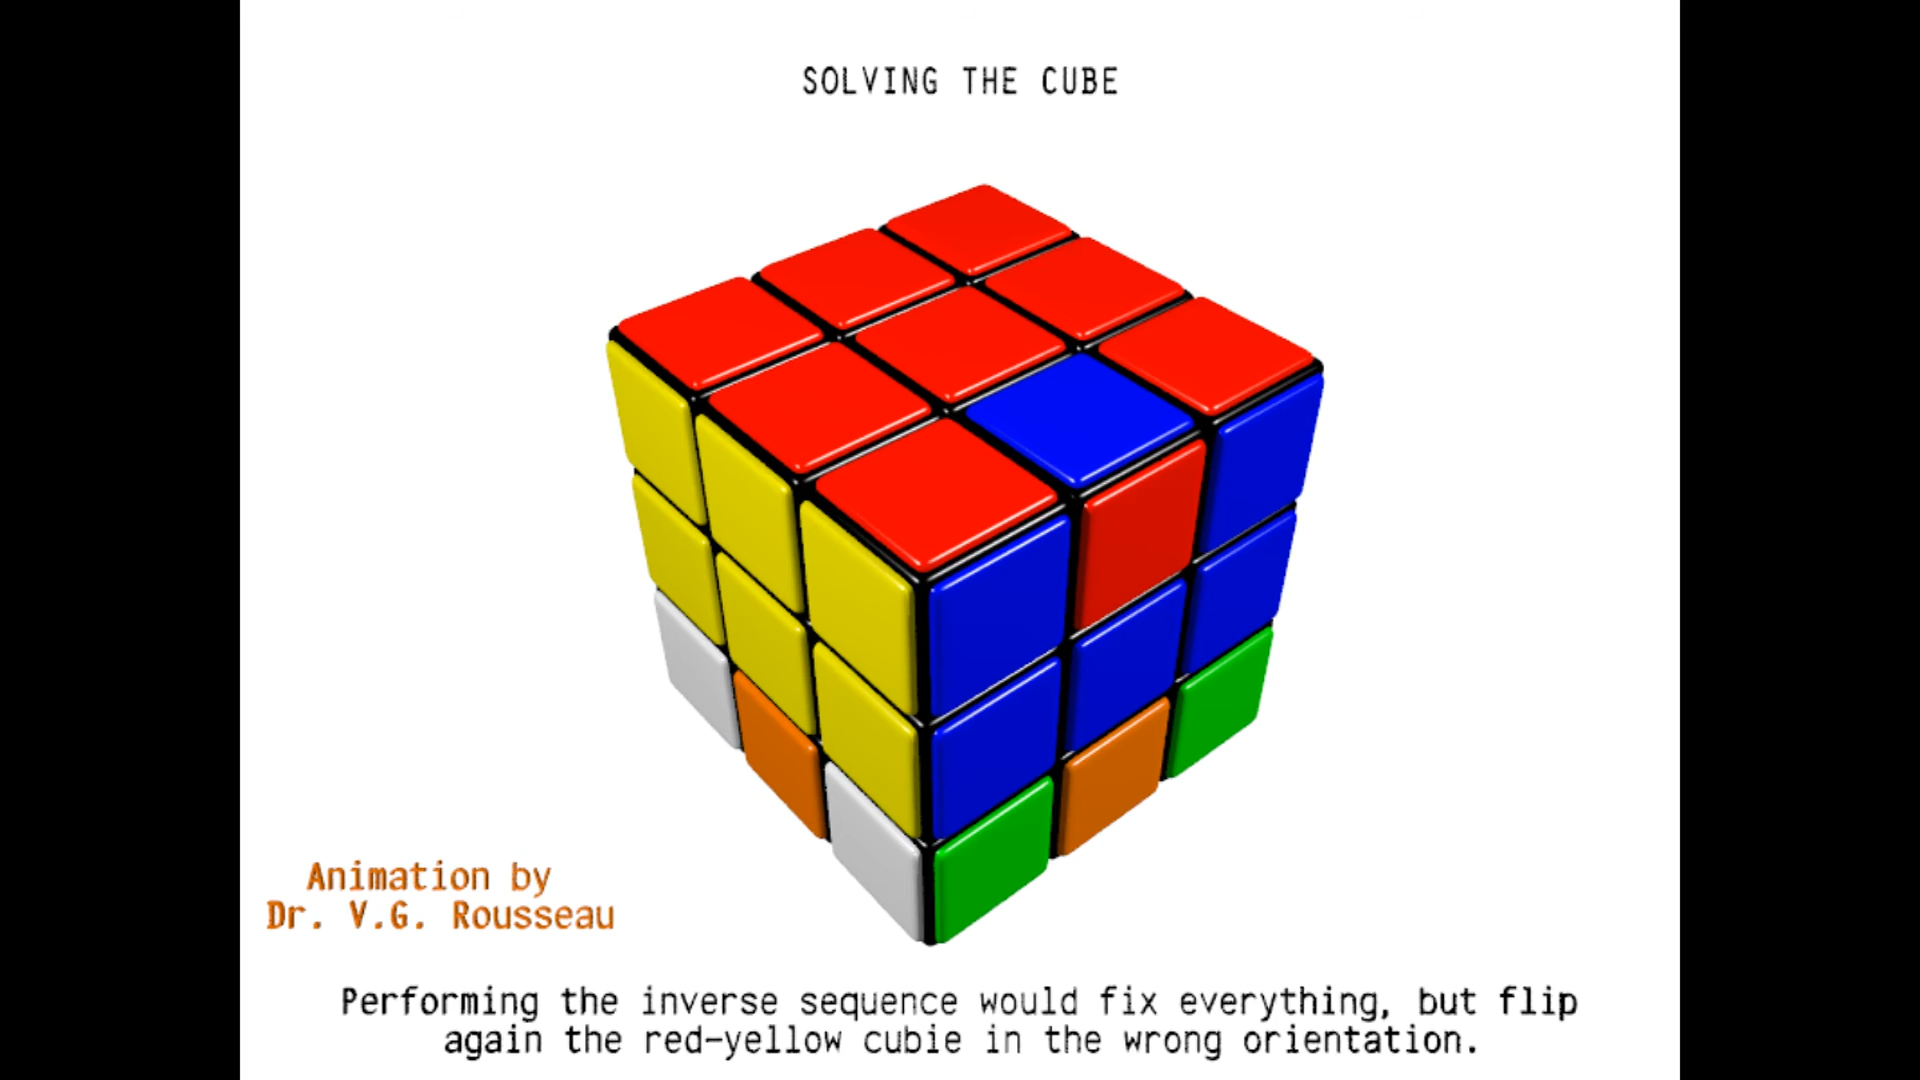 SOLVING THE CUBE
Animation by
Dr. V.G. Rousseau
Performing the inverse sequence would fix everything, but flip
again the red-yellow cubie in the wrong orientation.